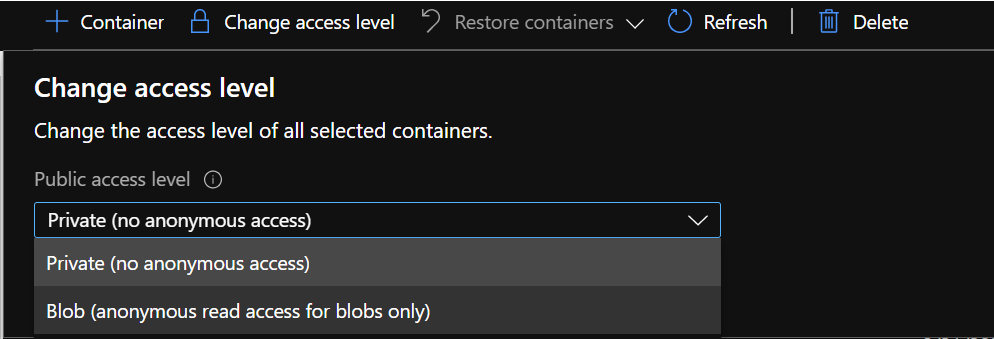 Container Change access level Restore containers Refresh Delete
Change access level
Change the access level of all selected containers.
Public access level
Private (no anonymous access)
Private (no anonymous access)
Blob (anonymous read access for blobs only)